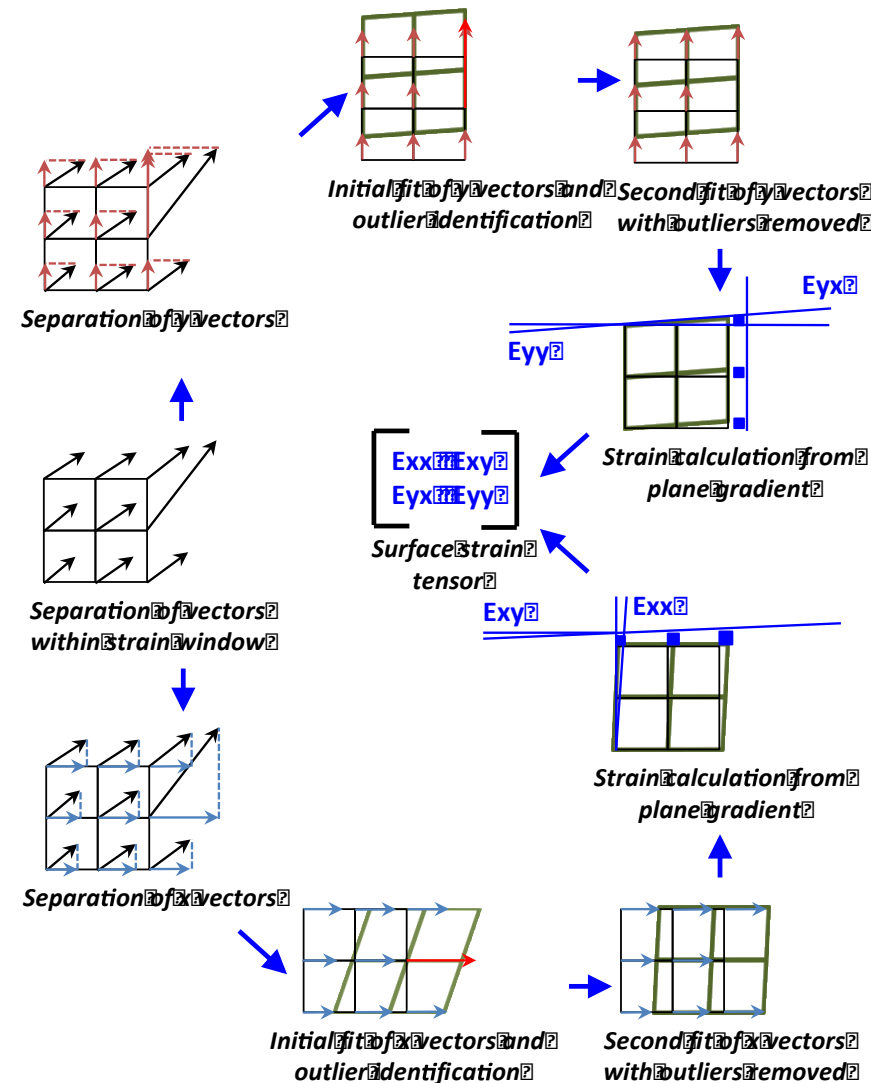 Initial fit of y vectors and
outlier identification
Second fit of y vectors
with outliers removed
Separation of y vectors
Eyx
Eyy
Strain calculation from
plane gradient
Exx Exy
Eyx Eyy
Surface strain
tensor
Separation of vectors
within strain window
Exy Exx
Strain calculation from
plane gradient
Separation of x vectors
Initial fit of x vectors and
outlier identification
Second fit of x vectors
with outliers removed